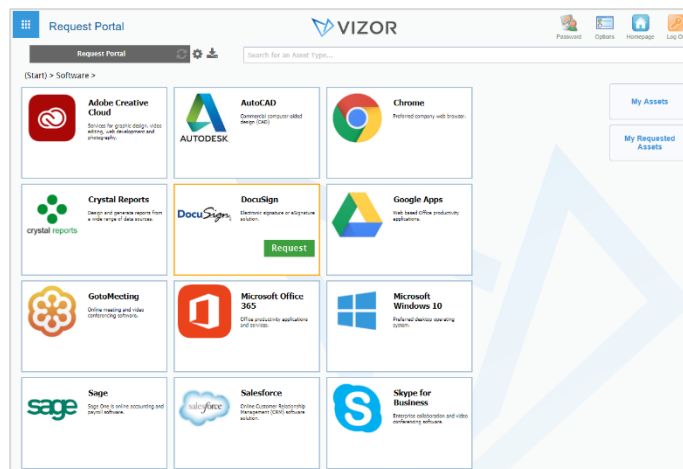 Request Portal
VIZOR
Password
Options
Homepage
Log O
Request Portal
Search for an Asset Type...
(Start) > Software >
My Assets
My Requested
Assets
Adobe Creative
Cloud
Services for graphic design, video
editing, web development and
photography.
AUTODESK
AutoCAD
Commercial computer-aided
design (CAD)
Chrome
Preferred company web browser.
crystal reports
Crystal Reports
Design and generate reports from
a wide range of data sources.
DocuSign
DocuSign
Electronic signature or eSignature
solution.
Request
Google Apps
Web based Office productivity
applications.
GotoMeeting
Online meeting and video
conferencing software.
Microsoft Office
365
Office productivity applications
and services.
Microsoft
Windows 10
Preferred desktop operating
system.
sage
Sage
Sage One is online accounting and
payroll software.
salesforce
Salesforce
Online Customer Relationship
Management (CRM) software
solution.
S
Skype for
Business
Enterprise collaboration and video
conferencing software.